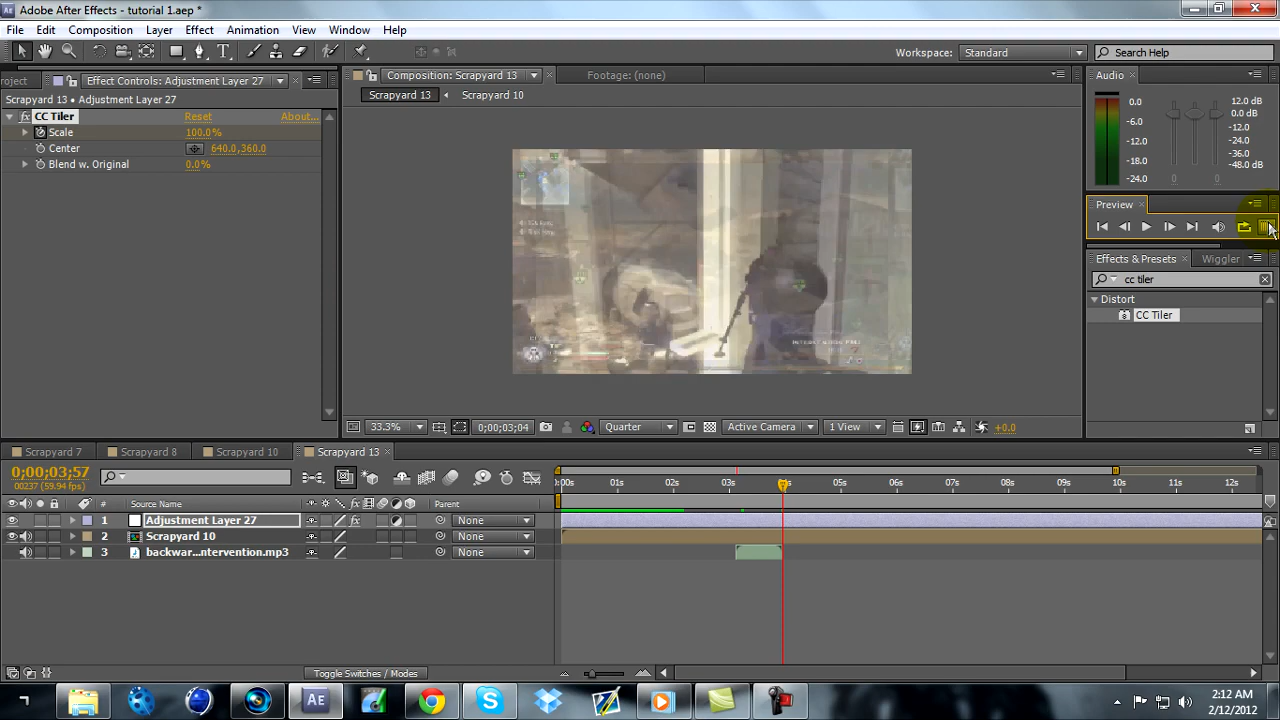 Adobe After Effects - tutorial 1.aep *
File Edit Composition Layer Effect Animation View Window Help
Workspace: Standard Search Help
roject Effect Controls: Adjustment Layer 27
Scrapyard 13 • Adjustment Layer 27
CC Tiler Reset About...
Scale 100.0%
Center 640.0,360.0
Blend w. Original 0.0%
Composition: Scrapyard 13 Footage: (none)
Scrapyard 13 Scrapyard 10
33.3% 0;00;03;04 Quarter Active Camera 1 View +0.0
Audio
0.0 12.0 dB
-6.0 0.0 dB
-12.0 -12.0
-24.0
-18.0 -36.0
-24.0 0 0 -48.0 dB
Preview
Effects & Presets Wiggler
cc tiler
Distort
8 CC Tiler
Scrapyard 7 Scrapyard 8 Scrapyard 10 Scrapyard 13
0;00;03;57
00237 (59.94 fps)
# Source Name Parent
1 Adjustment Layer 27 None
2 Scrapyard 10 None
3 backwar...ntervention.mp3 None
:00s 01s 02s 03s 04s 05s 06s 07s 08s 09s 10s 11s 12s
Toggle Switches / Modes
Ae
2:12 AM
2/12/2012